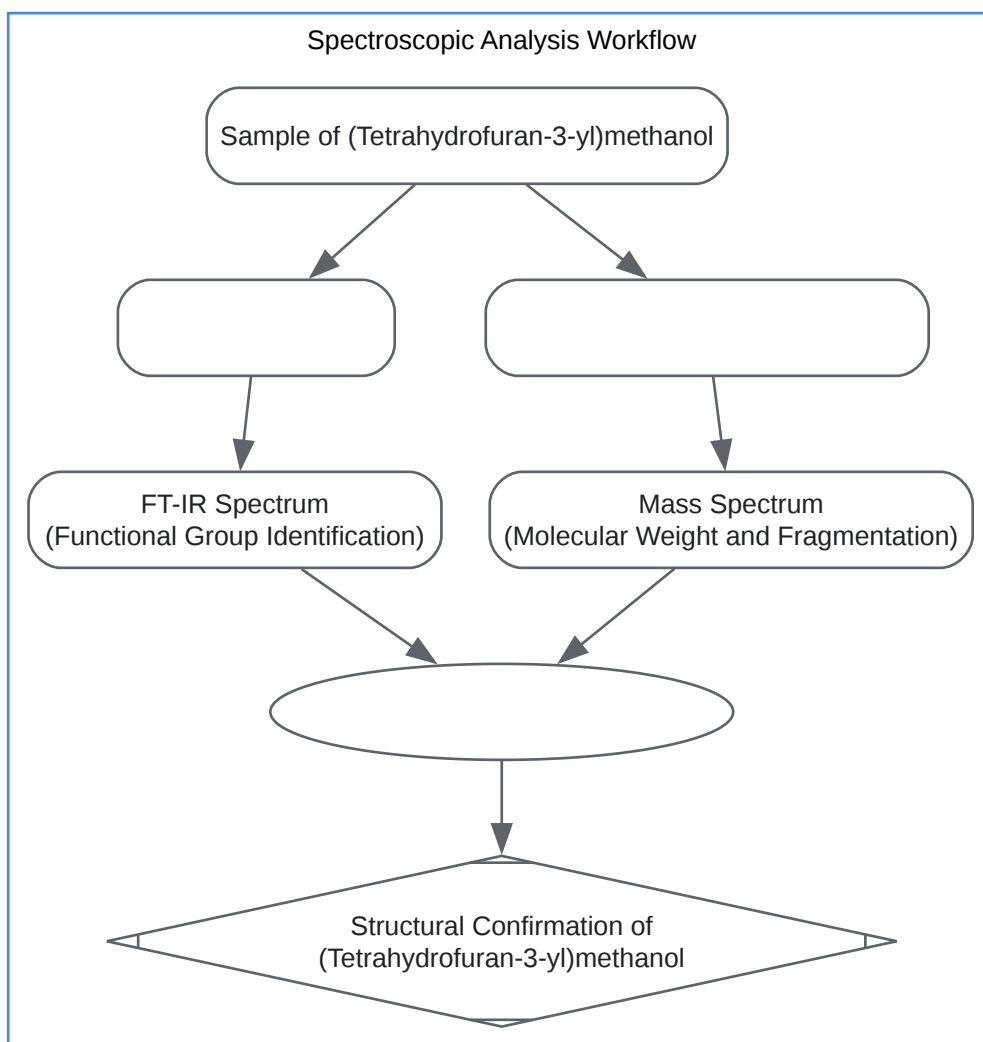 Spectroscopic Analysis Workflow
Sample of (Tetrahydrofuran-3-yl)methanol
FT-IR Spectrum
(Functional Group Identification)
Mass Spectrum
(Molecular Weight and Fragmentation)
Structural Confirmation of
(Tetrahydrofuran-3-yl)methanol